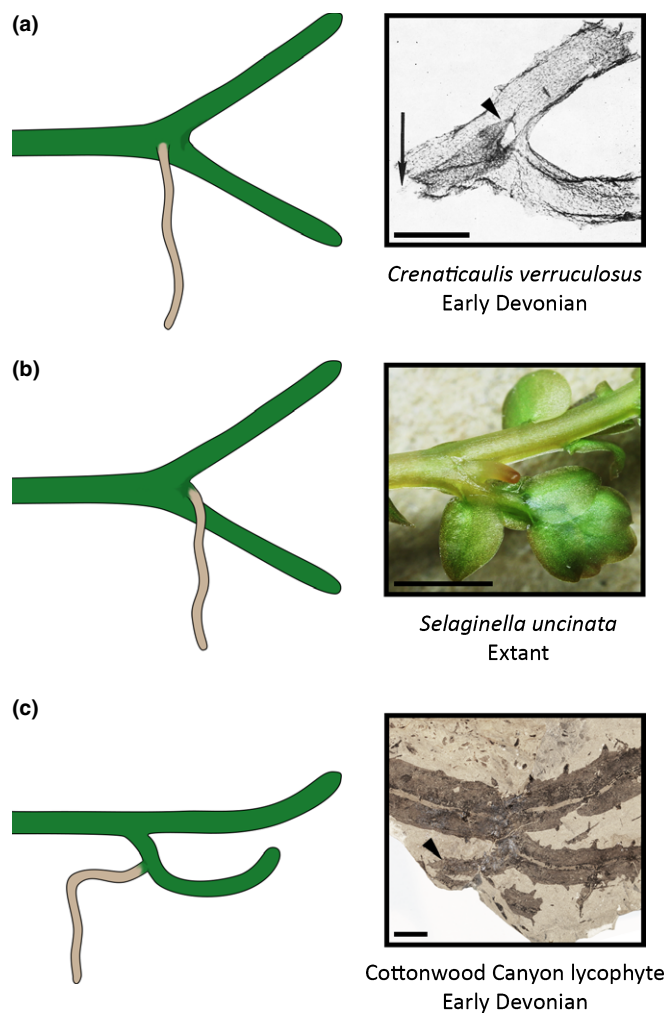 (a)
Crenaticaulis verruculosus
Early Devonian
(b)
Selaginella uncinata
Extant
(c)
Cottonwood Canyon lycophyte
Early Devonian